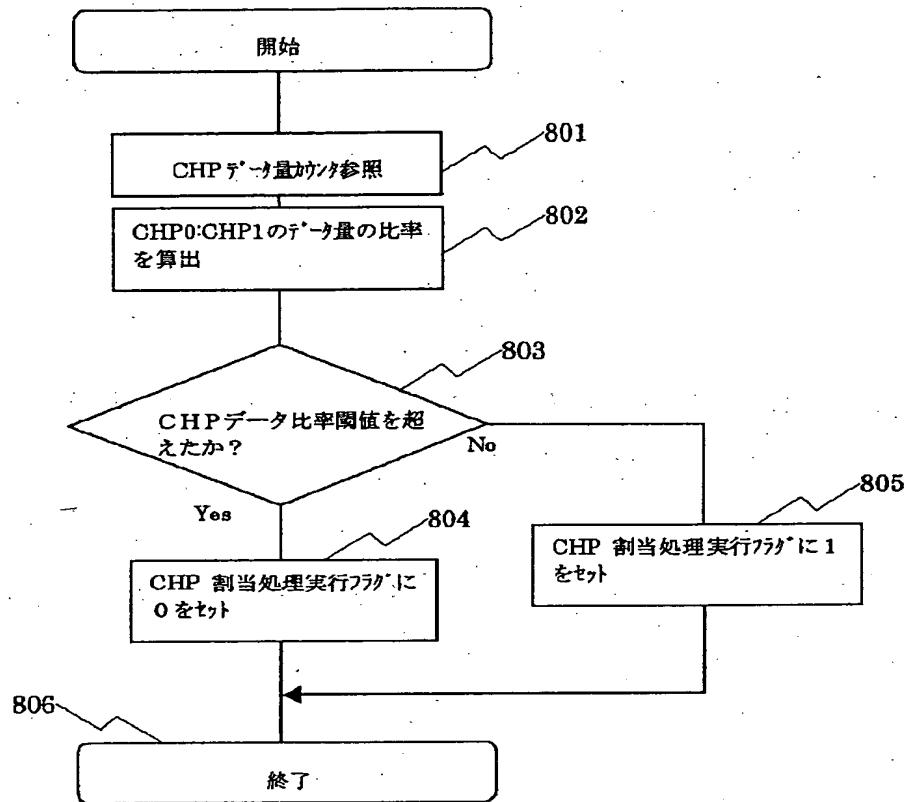 開始
801
CHPデータ量カウンタ参照
802
CHP0:CHP1のデータ量の比率
を算出
803
CHPデータ比率閾値を超
えたか?
No
Yes
804
805
CHP 割当処理実行フラグに
0をセット
CHP 割当処理実行フラグに1
をセット
806
終了